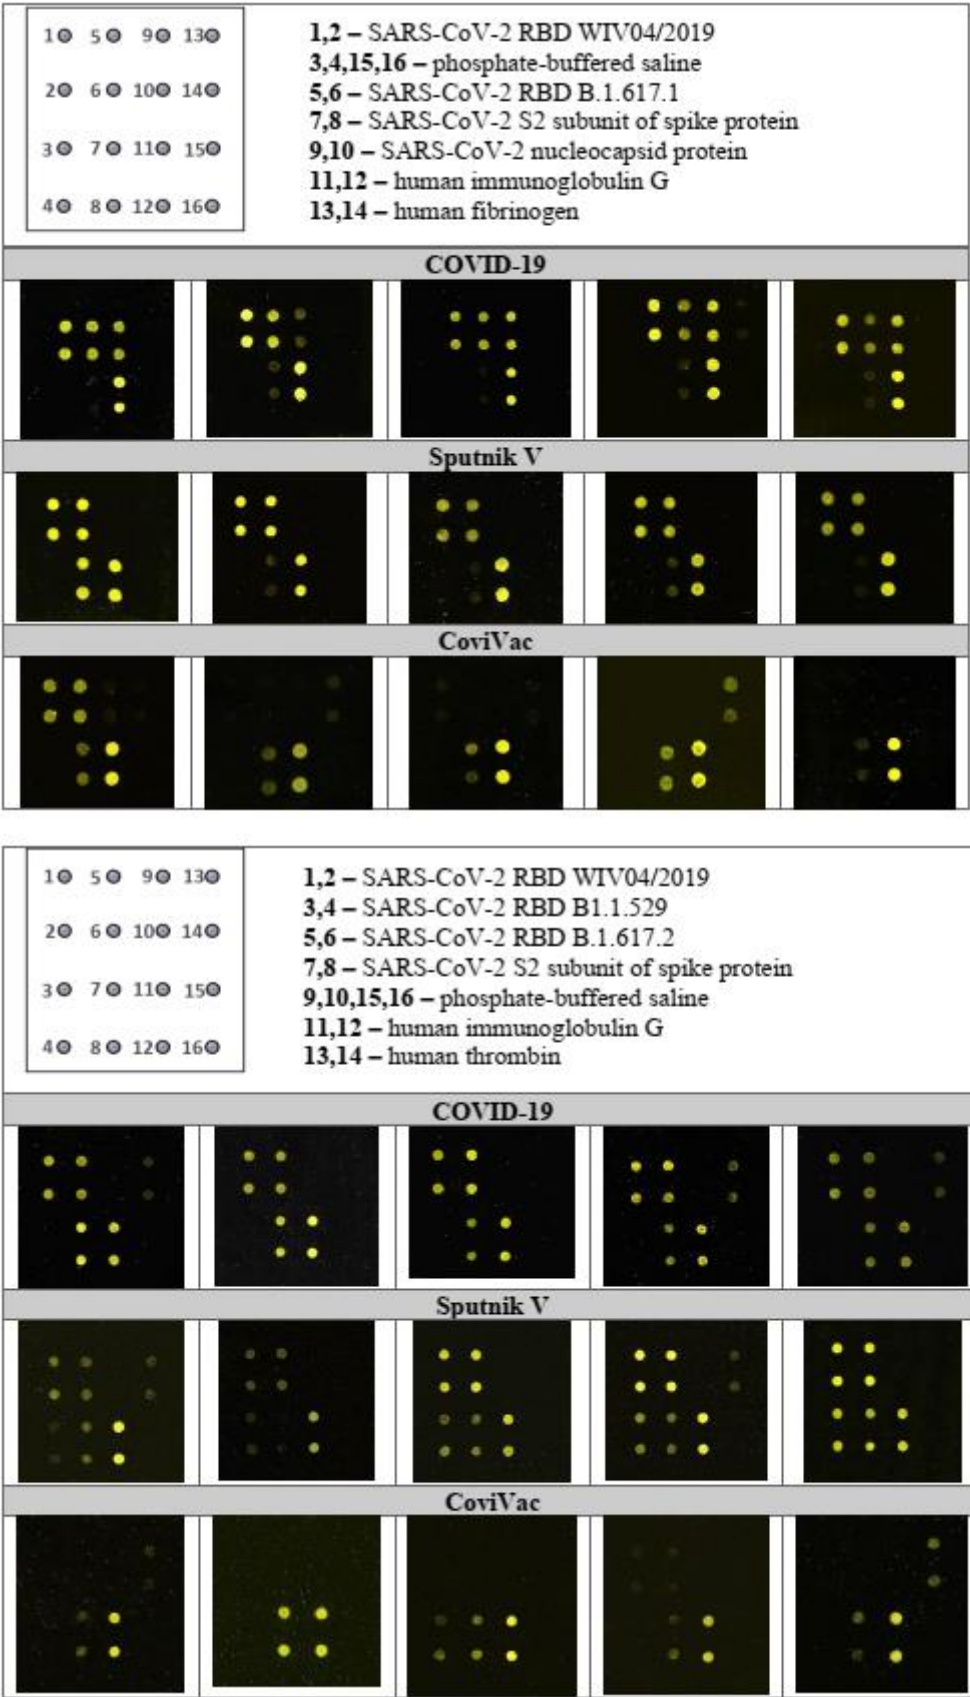 1 5 9 13
2 6 10 14
3 7 11 15
4 8 12 16
1,2 – SARS-CoV-2 RBD WIV04/2019
3,4,15,16 – phosphate-buffered saline
5,6 – SARS-CoV-2 RBD B.1.617.1
7,8 – SARS-CoV-2 S2 subunit of spike protein
9,10 – SARS-CoV-2 nucleocapsid protein
11,12 – human immunoglobulin G
13,14 – human fibrinogen
COVID-19
Sputnik V
CoviVac
1 5 9 13
2 6 10 14
3 7 11 15
4 8 12 16
1,2 – SARS-CoV-2 RBD WIV04/2019
3,4 – SARS-CoV-2 RBD B1.1.529
5,6 – SARS-CoV-2 RBD B.1.617.2
7,8 – SARS-CoV-2 S2 subunit of spike protein
9,10,15,16 – phosphate-buffered saline
11,12 – human immunoglobulin G
13,14 – human thrombin
COVID-19
Sputnik V
CoviVac